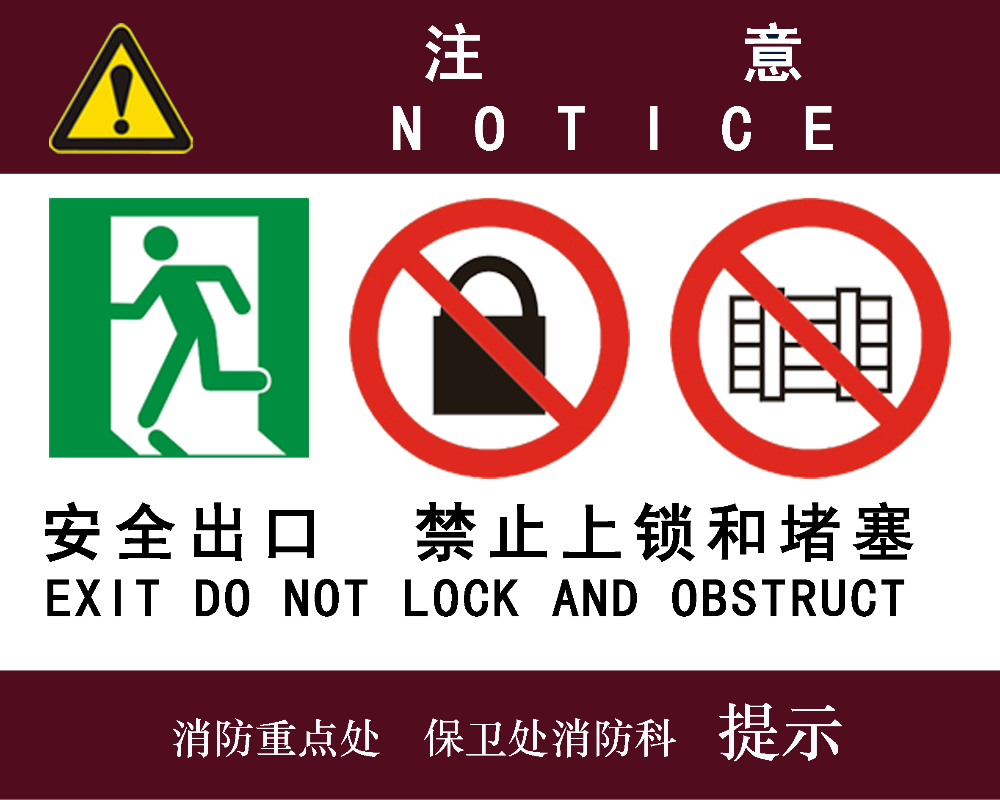 注意
NOTICE
安全出口 禁止上锁和堵塞
EXIT DO NOT LOCK AND OBSTRUCT
消防重点处 保卫处消防科 提示